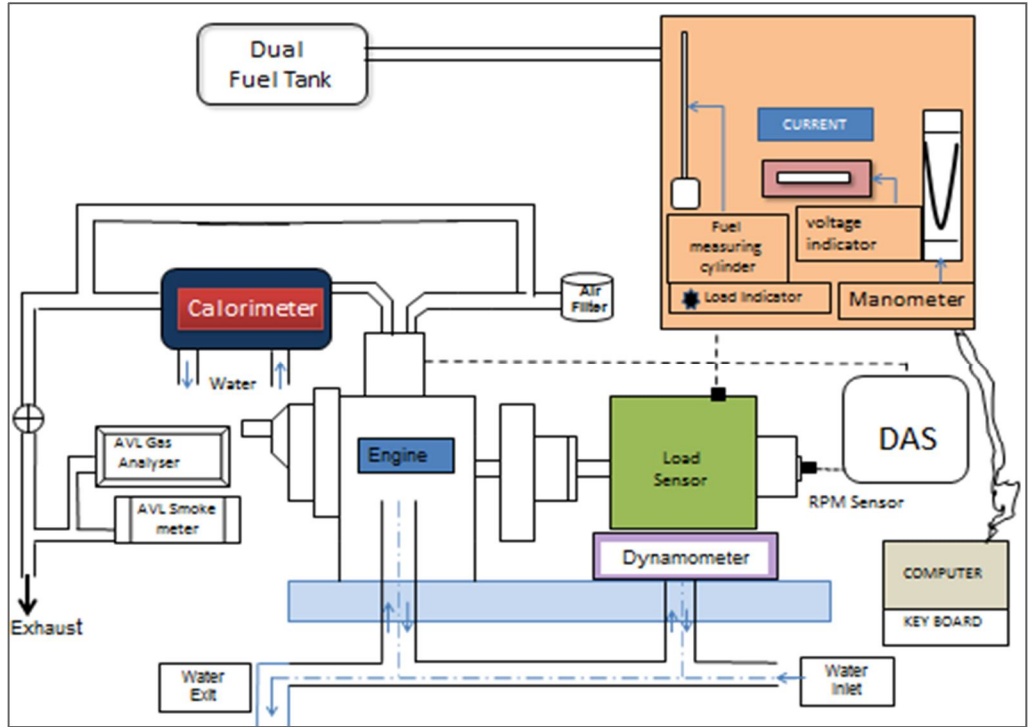 Dual
Fuel Tank
CURRENT
Fuel
measuring
cylinder
voltage
indicator
Load Indicator
Manometer
Calorimeter
Air
Filter
Water
AVL Gas
Analyser
AVL Smoke
meter
Engine
Load
Sensor
DAS
RPM Sensor
Dynamometer
COMPUTER
KEY BOARD
Exhaust
Water
Exit
Water
Inlet